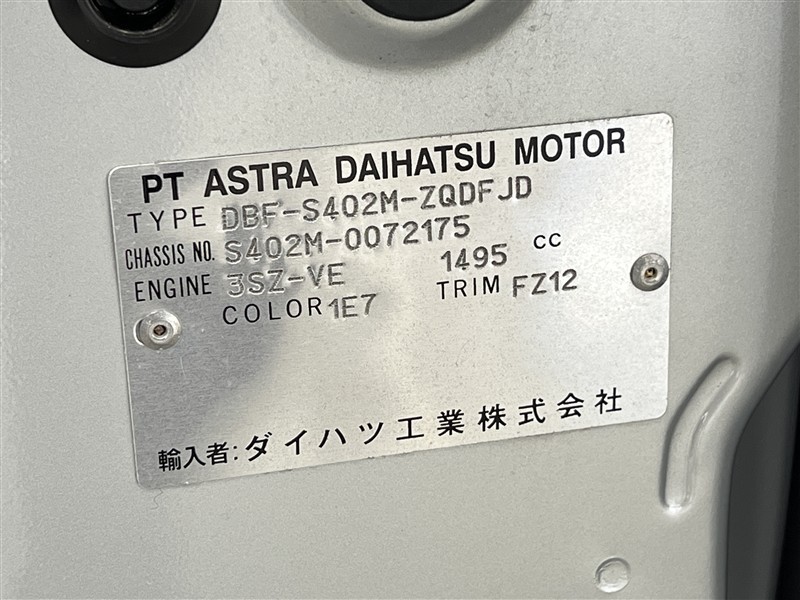 PT ASTRA DAIHATSU MOTOR
TYPE DBF-S402M-ZQDFJD
CHASSIS NO. S402M-0072175
ENGINE 3SZ-VE 1495 CC
COLOR 1E7 TRIM FZ12
輸入者: ダイハツ工業株式会社